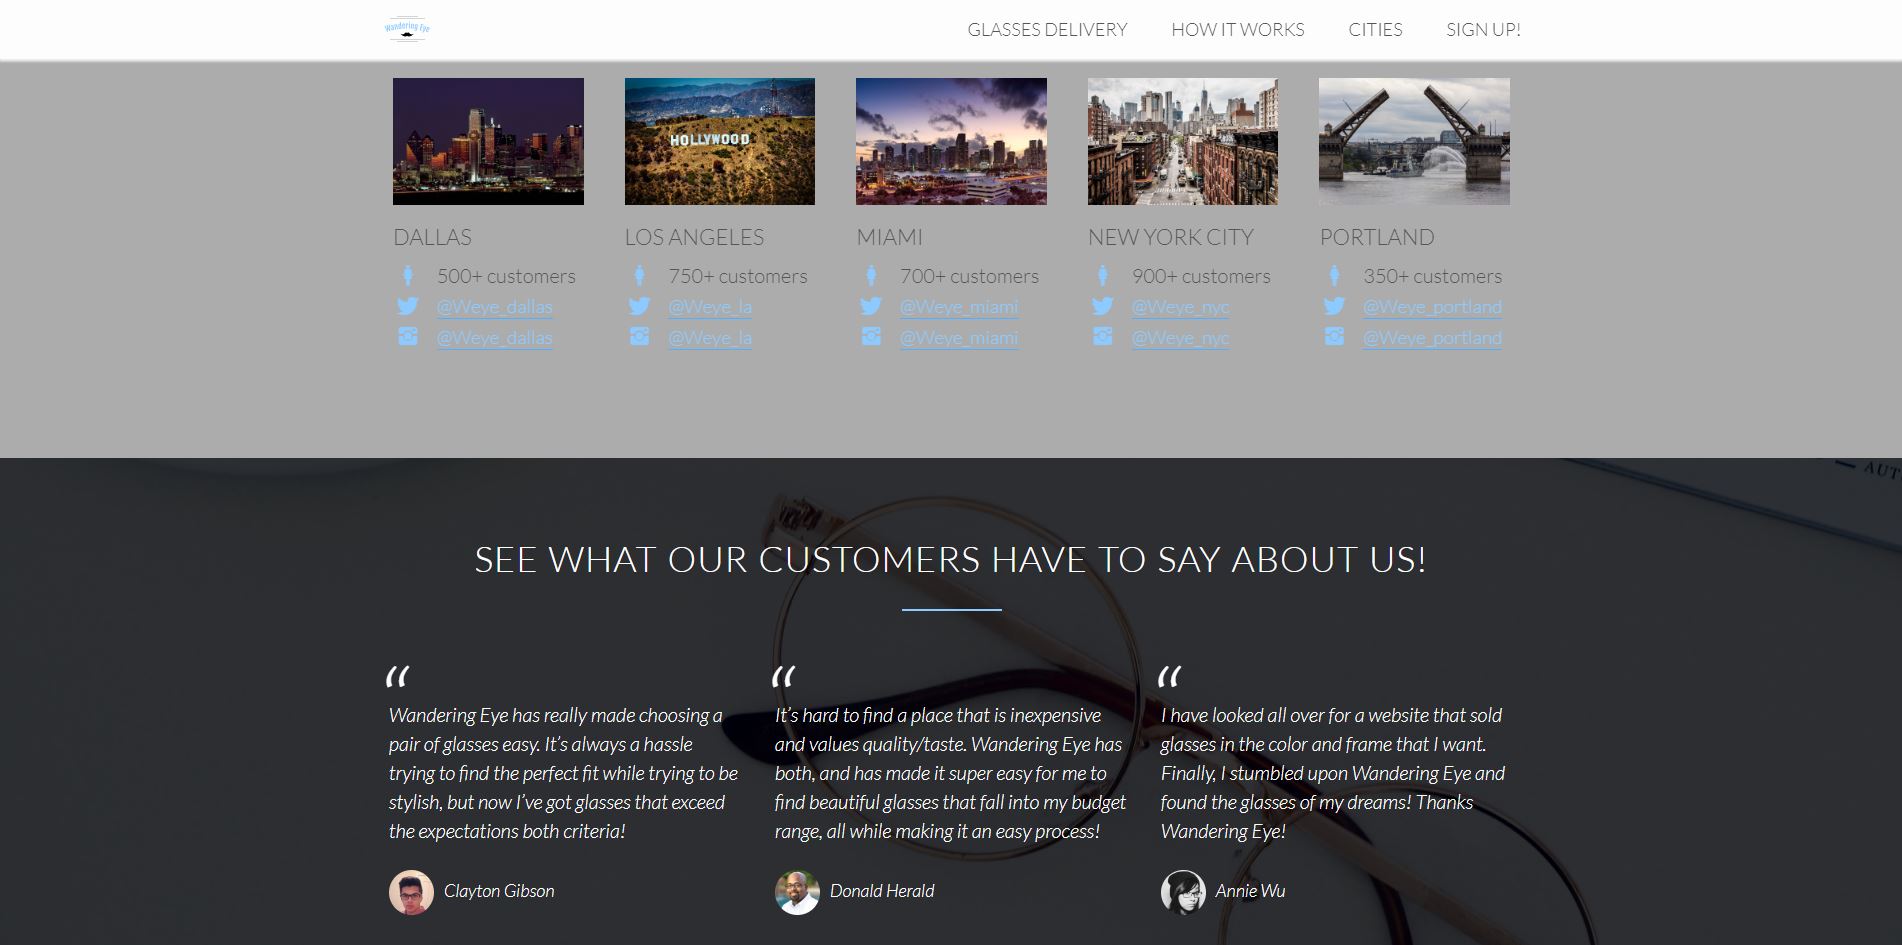 Wandering Eye
GLASSES DELIVERY
HOW IT WORKS
CITIES
SIGN UP!
HOLLYWOOD
DALLAS
500+ customers
@Weye_dallas
@Weye_dallas
LOS ANGELES
750+ customers
@Weye_la
@Weye_la
MIAMI
700+ customers
@Weye_miami
@Weye_miami
NEW YORK CITY
900+ customers
@Weye_nyc
@Weye_nyc
PORTLAND
350+ customers
@Weye_portland
@Weye_portland
AUT
SEE WHAT OUR CUSTOMERS HAVE TO SAY ABOUT US!
“
Wandering Eye has really made choosing a
pair of glasses easy. It’s always a hassle
trying to find the perfect fit while trying to be
stylish, but now I’ve got glasses that exceed
the expectations both criteria!
Clayton Gibson
“
It’s hard to find a place that is inexpensive
and values quality/taste. Wandering Eye has
both, and has made it super easy for me to
find beautiful glasses that fall into my budget
range, all while making it an easy process!
Donald Herald
“
I have looked all over for a website that sold
glasses in the color and frame that I want.
Finally, I stumbled upon Wandering Eye and
found the glasses of my dreams! Thanks
Wandering Eye!
Annie Wu